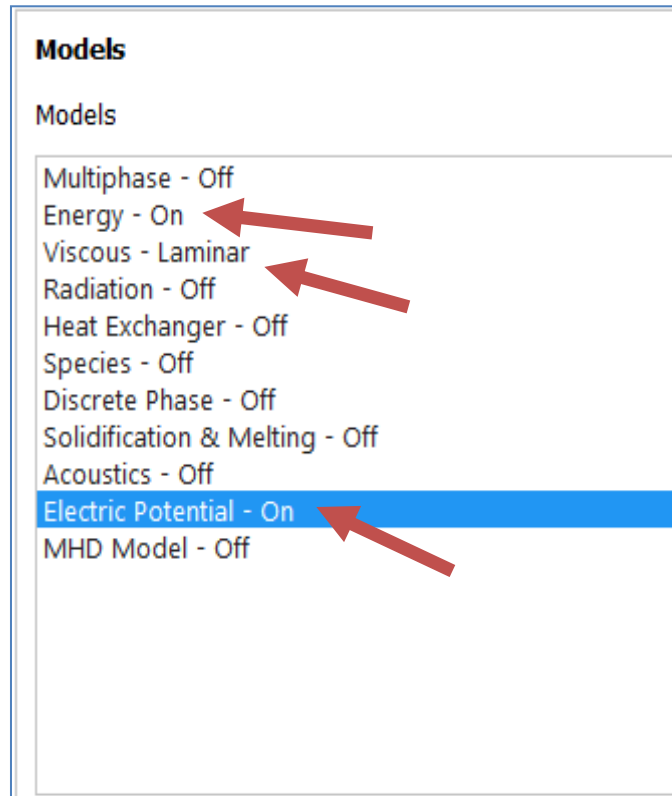 Models
Models
Multiphase - Off
Energy - On
Viscous - Laminar
Radiation - Off
Heat Exchanger - Off
Species - Off
Discrete Phase - Off
Solidification & Melting - Off
Acoustics - Off
Electric Potential - On
MHD Model - Off